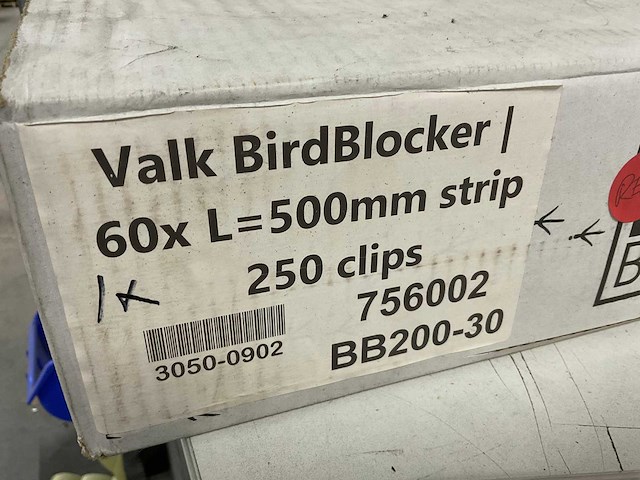 Valk BirdBlocker |
60x L=500mm strip
250 clips
756002
3050-0902
BB200-30